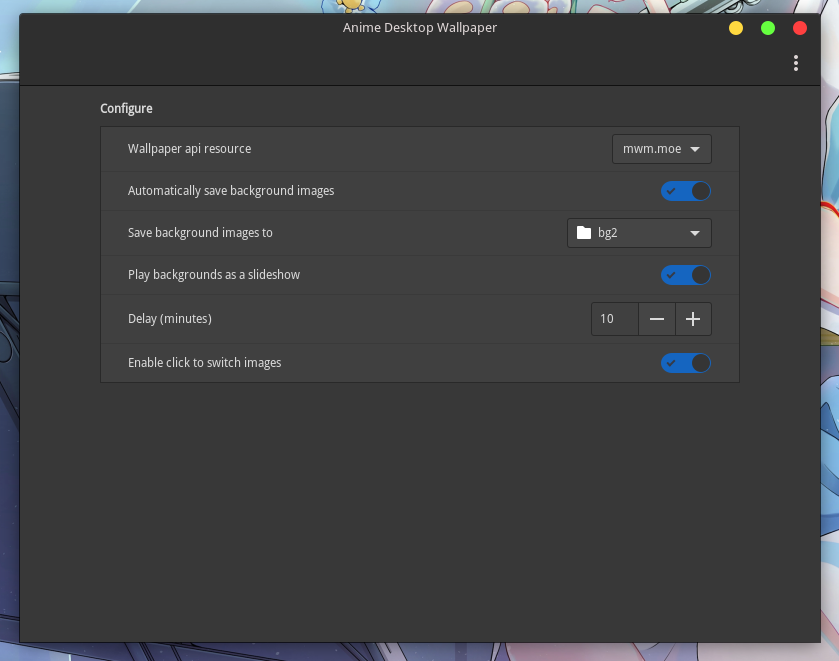 Anime Desktop Wallpaper
Configure
Wallpaper api resource
mwm.moe
Automatically save background images
Save background images to
bg2
Play backgrounds as a slideshow
Delay (minutes)
10
Enable click to switch images